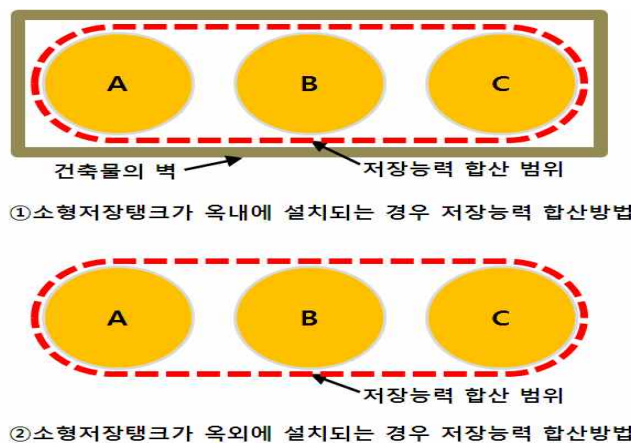 A B C
건축물의 벽 저장능력 합산 범위
①소형저장탱크가 옥내에 설치되는 경우 저장능력 합산방법
A B C
저장능력 합산 범위
②소형저장탱크가 옥외에 설치되는 경우 저장능력 합산방법